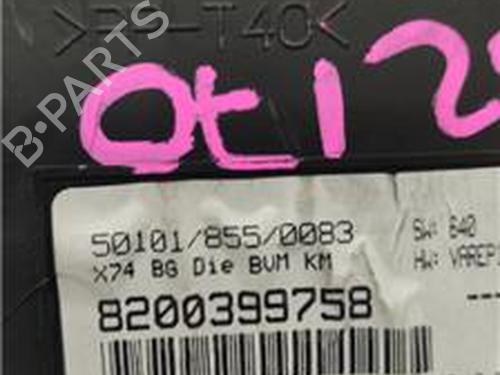 >PP-T40<
Ot12
B-PARTS
50101/855/0083
X74 BG Die BVM KM
8200399758
SW: 640
HW: VAREP